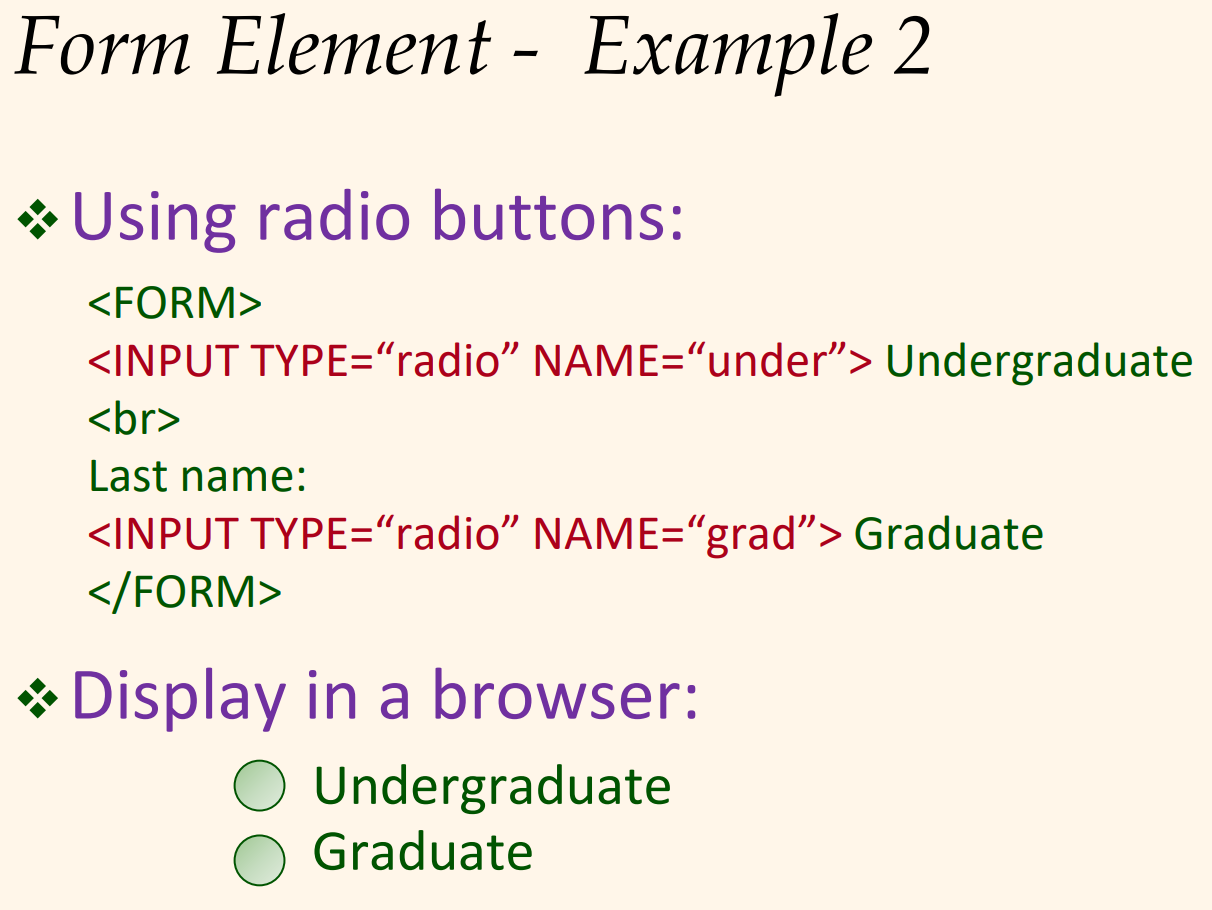 Form Element - Example 2
❖ Using radio buttons:
<FORM>
<INPUT TYPE=“radio” NAME=“under”> Undergraduate
<br>
Last name:
<INPUT TYPE=“radio” NAME=“grad”> Graduate
</FORM>
❖ Display in a browser:
Undergraduate
Graduate